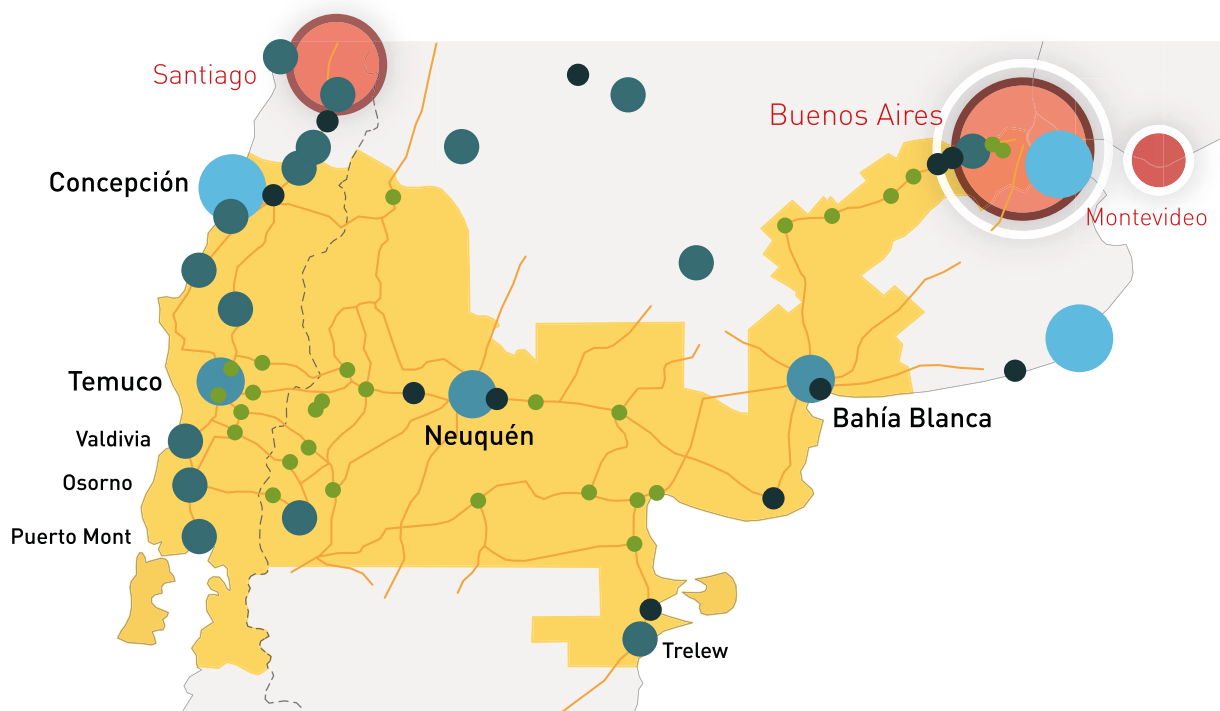 Santiago
Buenos Aires
Concepción
Montevideo
Temuco
Bahía Blanca
Neuquén
Valdivia
Osorno
Puerto Mont
Trelew